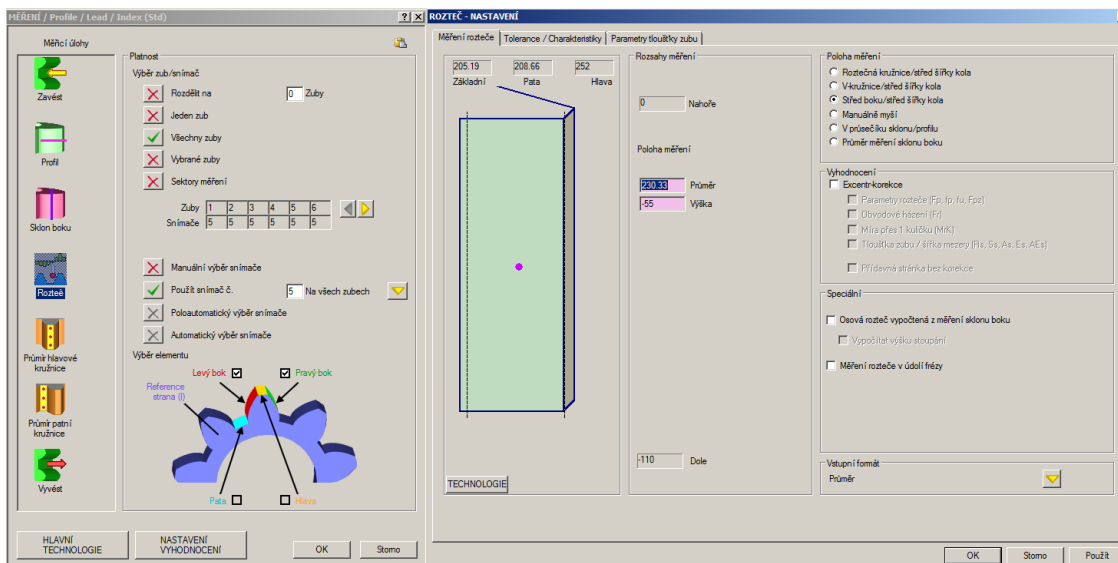 MĚŘENÍ / Profile / Lead / Index (Std)
Měřicí úlohy
Zavést
Profil
Sklon boku
Rozteč
Průmír hlavové
kružnice
Průmír patní
kružnice
Vyvést
Platnost
Výběr zub/snímač
Rozdělit na 0 Zuby
Jeden zub
Všechny zuby
Vybrané zuby
Sektory měření
Zuby 1 2 3 4 5 6
Snímače 5 5 5 5 5 5
Manuální výběr snímače
Použít snímač č. 5 Na všech zubech
Poloautomatický výběr snímače
Automatický výběr snímače
Výběr elementu
Levý bok Pravý bok
Reference
strana (I)
Pata Hlava
HLAVNÍ
TECHNOLOGIE
NASTAVENÍ
VYHODNOCENÍ
OK Storno
ROZTEČ - NASTAVENÍ
Měření rozteče Tolerance / Charakteristiky Parametry tloušťky zubu
205.19 208.66 252
Základní Pata Hlava
TECHNOLOGIE
Rozsahy měření
0 Nahoře
Poloha měření
230.33 Průměr
-55 Výška
-110 Dole
Poloha měření
Roztečná kružnice/střed šířky kola
V-kružnice/střed šířky kola
Střed boku/střed šířky kola
Manuálně myší
V průsečíku sklonu/profilu
Průměr měření sklonu boku
Vyhodnocení
Excentr-korekce
Parametry rozteče (Fp, fp, fu, Fpz)
Obvodové házení (Fr)
Míra přes 1 kuličku (MrK)
Tloušťka zubu / šířka mezery (Rs, Ss, As, Es, AEs)
Přídavná stránka bez korekce
Speciální
Osová rozteč vypočtená z měření sklonu boku
Vypočítat výšku stoupání
Měření rozteče v údolí frézy
Vstupní formát
Průměr
OK Storno Použít